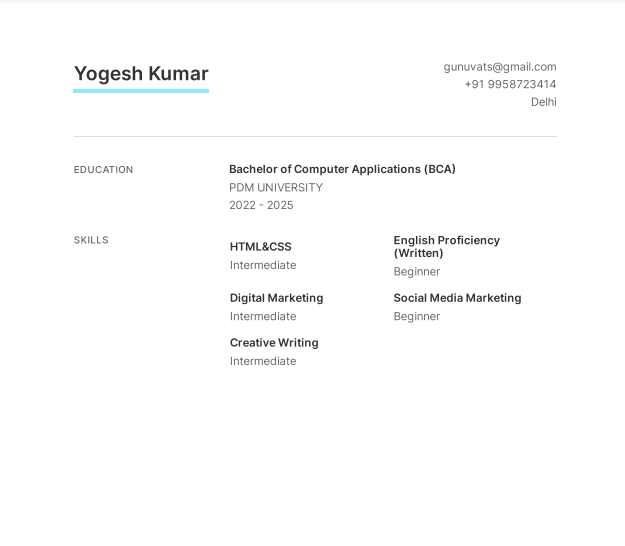 Yogesh Kumar
gunuvats@gmail.com
+91 9958723414
Delhi
EDUCATION
Bachelor of Computer Applications (BCA)
PDM UNIVERSITY
2022 - 2025
SKILLS
HTML&CSS
Intermediate
English Proficiency
(Written)
Beginner
Digital Marketing
Intermediate
Social Media Marketing
Beginner
Creative Writing
Intermediate